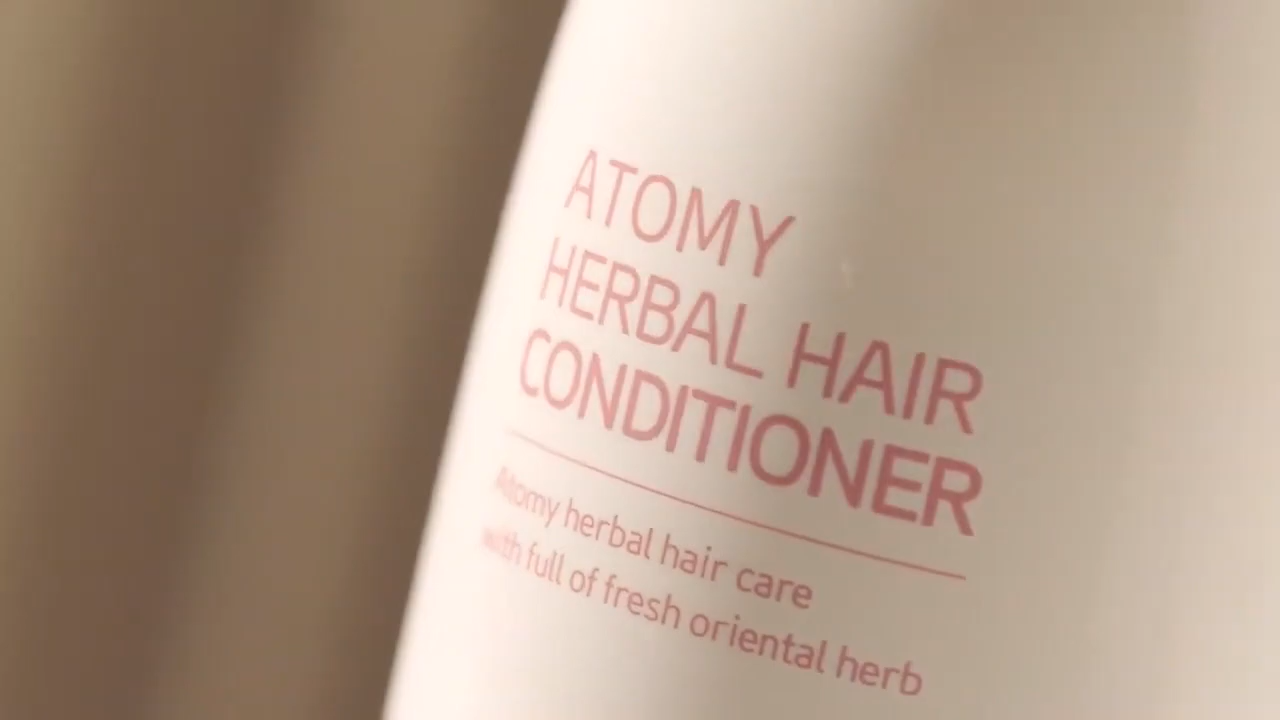 ATOMY
HERBAL HAIR
CONDITIONER
Atomy herbal hair care
with full of fresh oriental herb